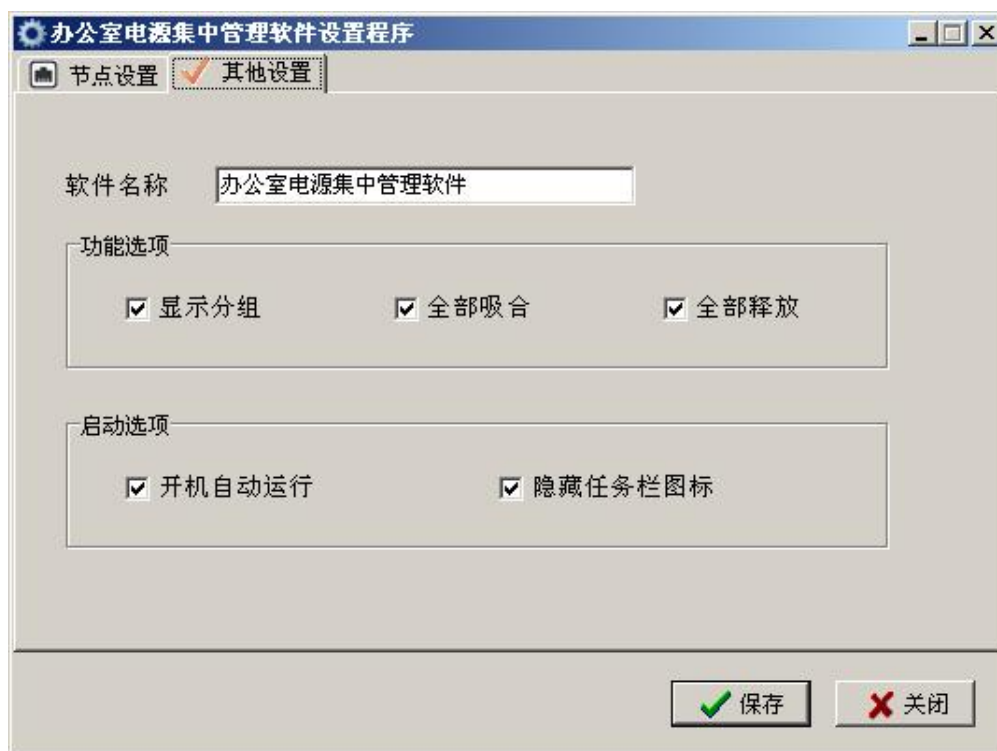 办公室电源集中管理软件设置程序
节点设置 其他设置
软件名称 办公室电源集中管理软件
功能选项
显示分组 全部吸合 全部释放
启动选项
开机自动运行 隐藏任务栏图标
保存 关闭